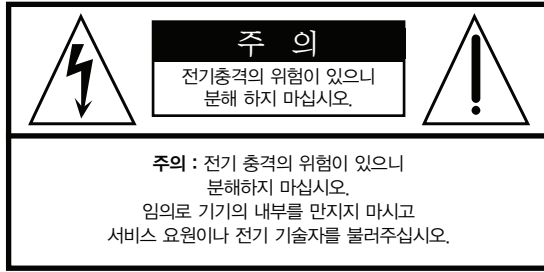 주 의
전기충격의 위험이 있으니
분해 하지 마십시오.
주의 : 전기 충격의 위험이 있으니
분해하지 마십시오.
임의로 기기의 내부를 만지지 마시고
서비스 요원이나 전기 기술자를 불러주십시오.